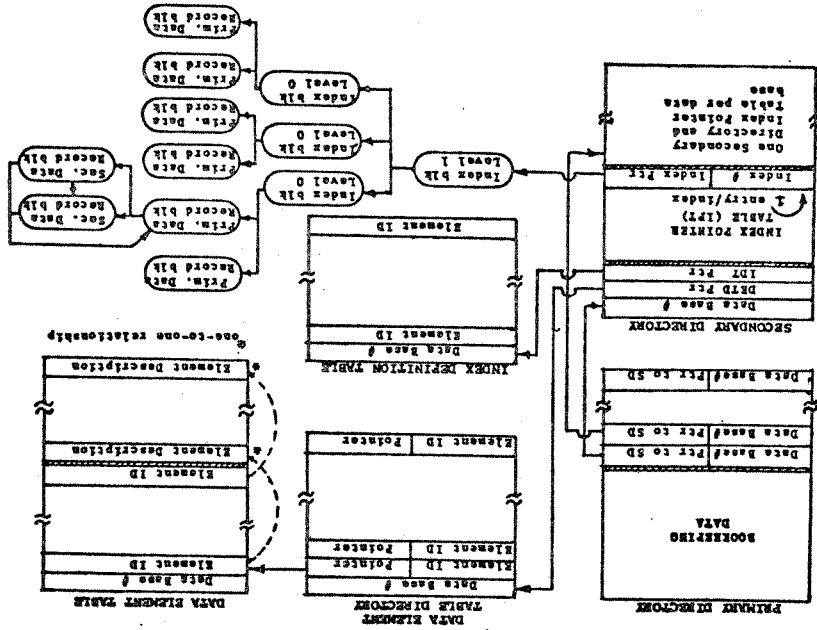 PRIMARY DIRECTORY
BOOKEEPING
DATA
Data Base# Ptr to SD
Data Base# Ptr to SD
Data Base# Ptr to SD
DATA ELEMENT
TABLE DIRECTORY
Data Base #
Element ID Pointer
Element ID Pointer
Element ID Pointer
DATA ELEMENT TABLE
Data Base #
Element ID
Element ID
Element Description *
Element Description *
*one-to-one relationship
SECONDARY DIRECTORY
Data Base #
DETD Ptr
IDT Ptr
INDEX POINTER
TABLE (IPT)
1 entry/index
Index # Index Ptr
One Secondary
Directory and
Index Pointer
Table per data
base
INDEX DEFINITION TABLE
Data Base #
Element ID
Element ID
Index blk
Level 1
Index blk
Level 0
Index blk
Level 0
Index blk
Level 0
Prim. Data
Record blk
Prim. Data
Record blk
Prim. Data
Record blk
Prim. Data
Record blk
Prim. Data
Record blk
Prim. Data
Record blk
Sec. Data
Record blk
Sec. Data
Record blk